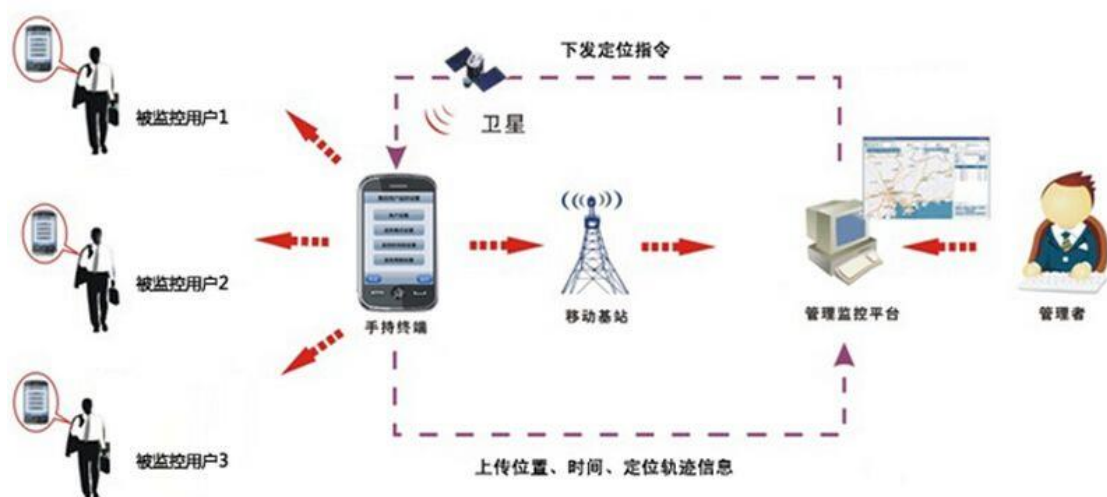 下发定位指令
卫星
被监控用户1
被监控用户2
手持终端
移动基站
管理监控平台
管理者
被监控用户3
上传位置、时间、定位轨迹信息